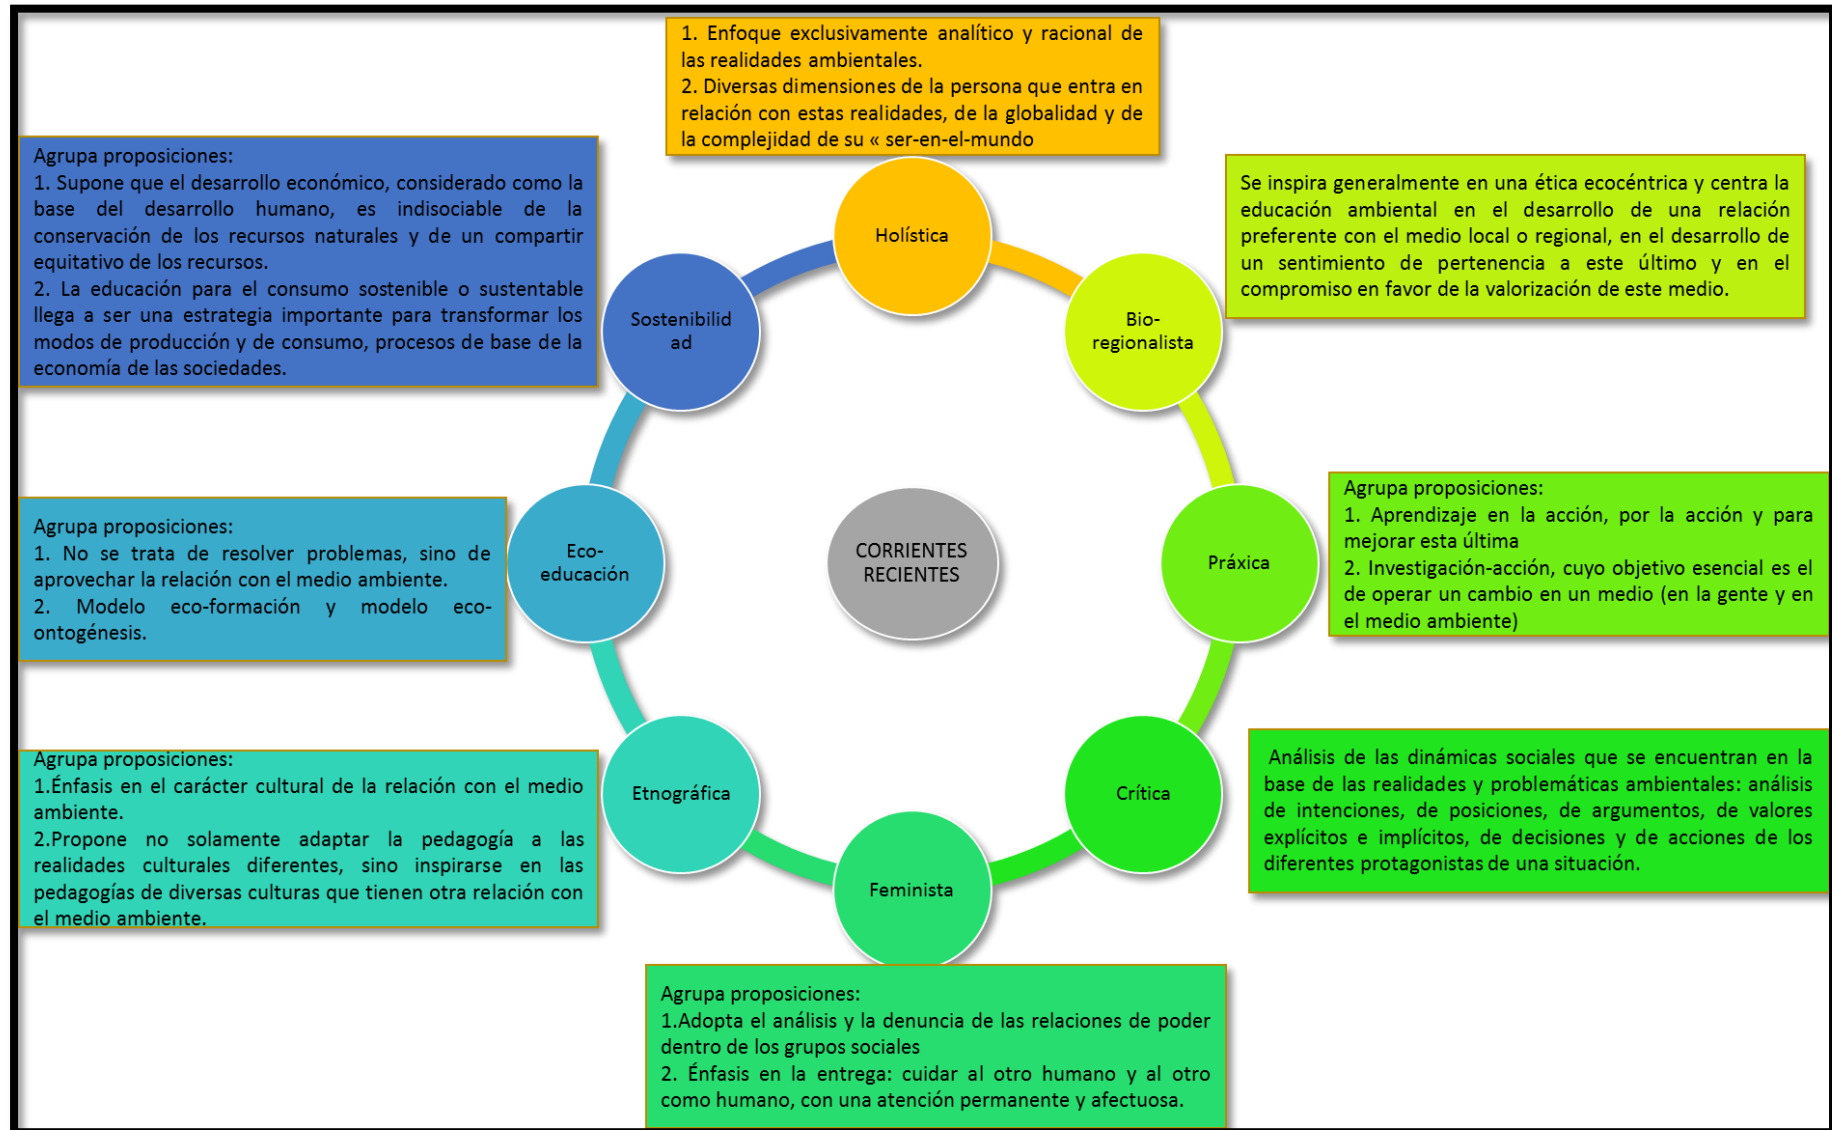 1. Enfoque exclusivamente analítico y racional de
las realidades ambientales.
2. Diversas dimensiones de la persona que entra en
relación con estas realidades, de la globalidad y de
la complejidad de su « ser-en-el-mundo
Holística
Se inspira generalmente en una ética ecocéntrica y centra la
educación ambiental en el desarrollo de una relación
preferente con el medio local o regional, en el desarrollo de
un sentimiento de pertenencia a este último y en el
compromiso en favor de la valorización de este medio.
Bio-
regionalista
Agrupa proposiciones:
1. Aprendizaje en la acción, por la acción y para
mejorar esta última
2. Investigación-acción, cuyo objetivo esencial es el
de operar un cambio en un medio (en la gente y en
el medio ambiente)
Práxica
Análisis de las dinámicas sociales que se encuentran en la
base de las realidades y problemáticas ambientales: análisis
de intenciones, de posiciones, de argumentos, de valores
explícitos e implícitos, de decisiones y de acciones de los
diferentes protagonistas de una situación.
Crítica
Feminista
Agrupa proposiciones:
1.Adopta el análisis y la denuncia de las relaciones de poder
dentro de los grupos sociales
2. Énfasis en la entrega: cuidar al otro humano y al otro
como humano, con una atención permanente y afectuosa.
Etnográfica
Agrupa proposiciones:
1.Énfasis en el carácter cultural de la relación con el medio
ambiente.
2.Propone no solamente adaptar la pedagogía a las
realidades culturales diferentes, sino inspirarse en las
pedagogías de diversas culturas que tienen otra relación con
el medio ambiente.
Eco-
educación
Agrupa proposiciones:
1. No se trata de resolver problemas, sino de
aprovechar la relación con el medio ambiente.
2. Modelo eco-formación y modelo eco-
ontogénesis.
Sostenibilid
ad
Agrupa proposiciones:
1. Supone que el desarrollo económico, considerado como la
base del desarrollo humano, es indisociable de la
conservación de los recursos naturales y de un compartir
equitativo de los recursos.
2. La educación para el consumo sostenible o sustentable
llega a ser una estrategia importante para transformar los
modos de producción y de consumo, procesos de base de la
economía de las sociedades.
CORRIENTES
RECIENTES